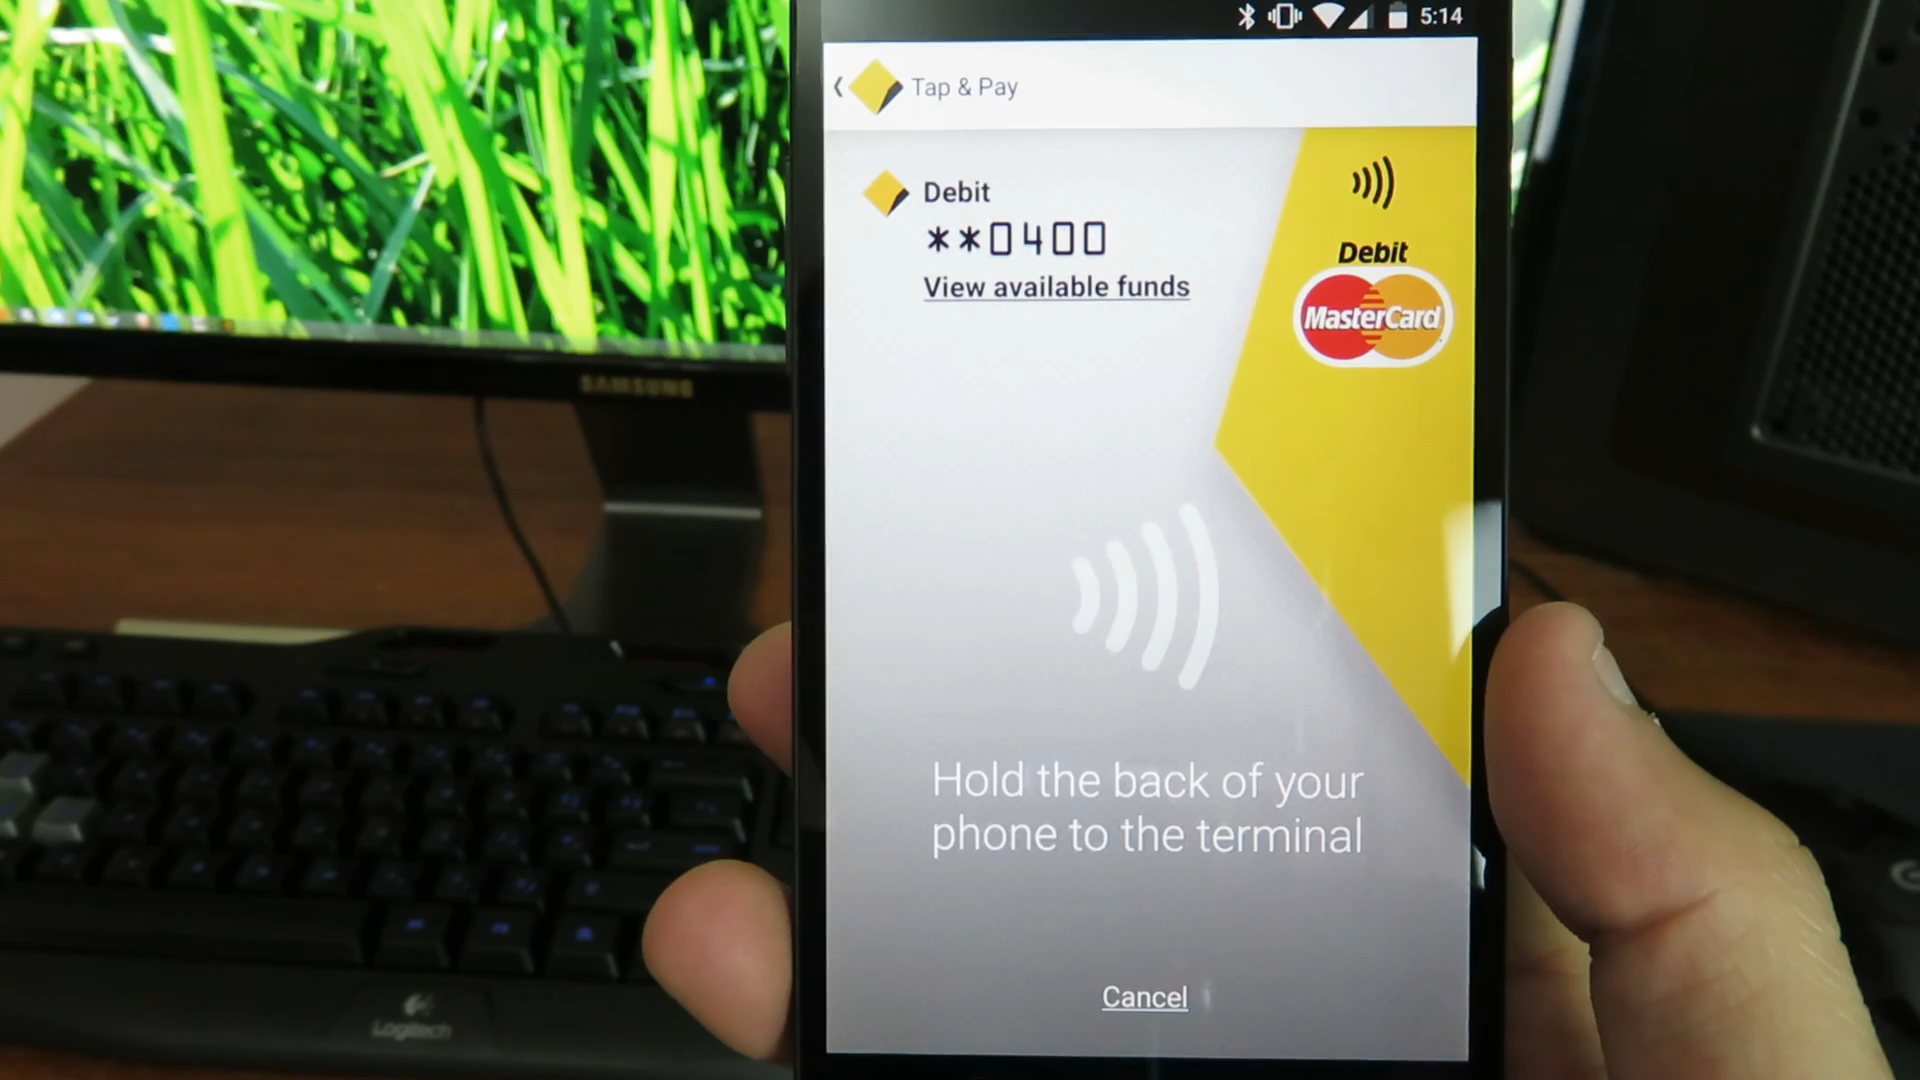 5:14
Tap & Pay
Debit
**0400
View available funds
Debit
MasterCard
SAMSUNG
Hold the back of your
phone to the terminal
Cancel
Logitech